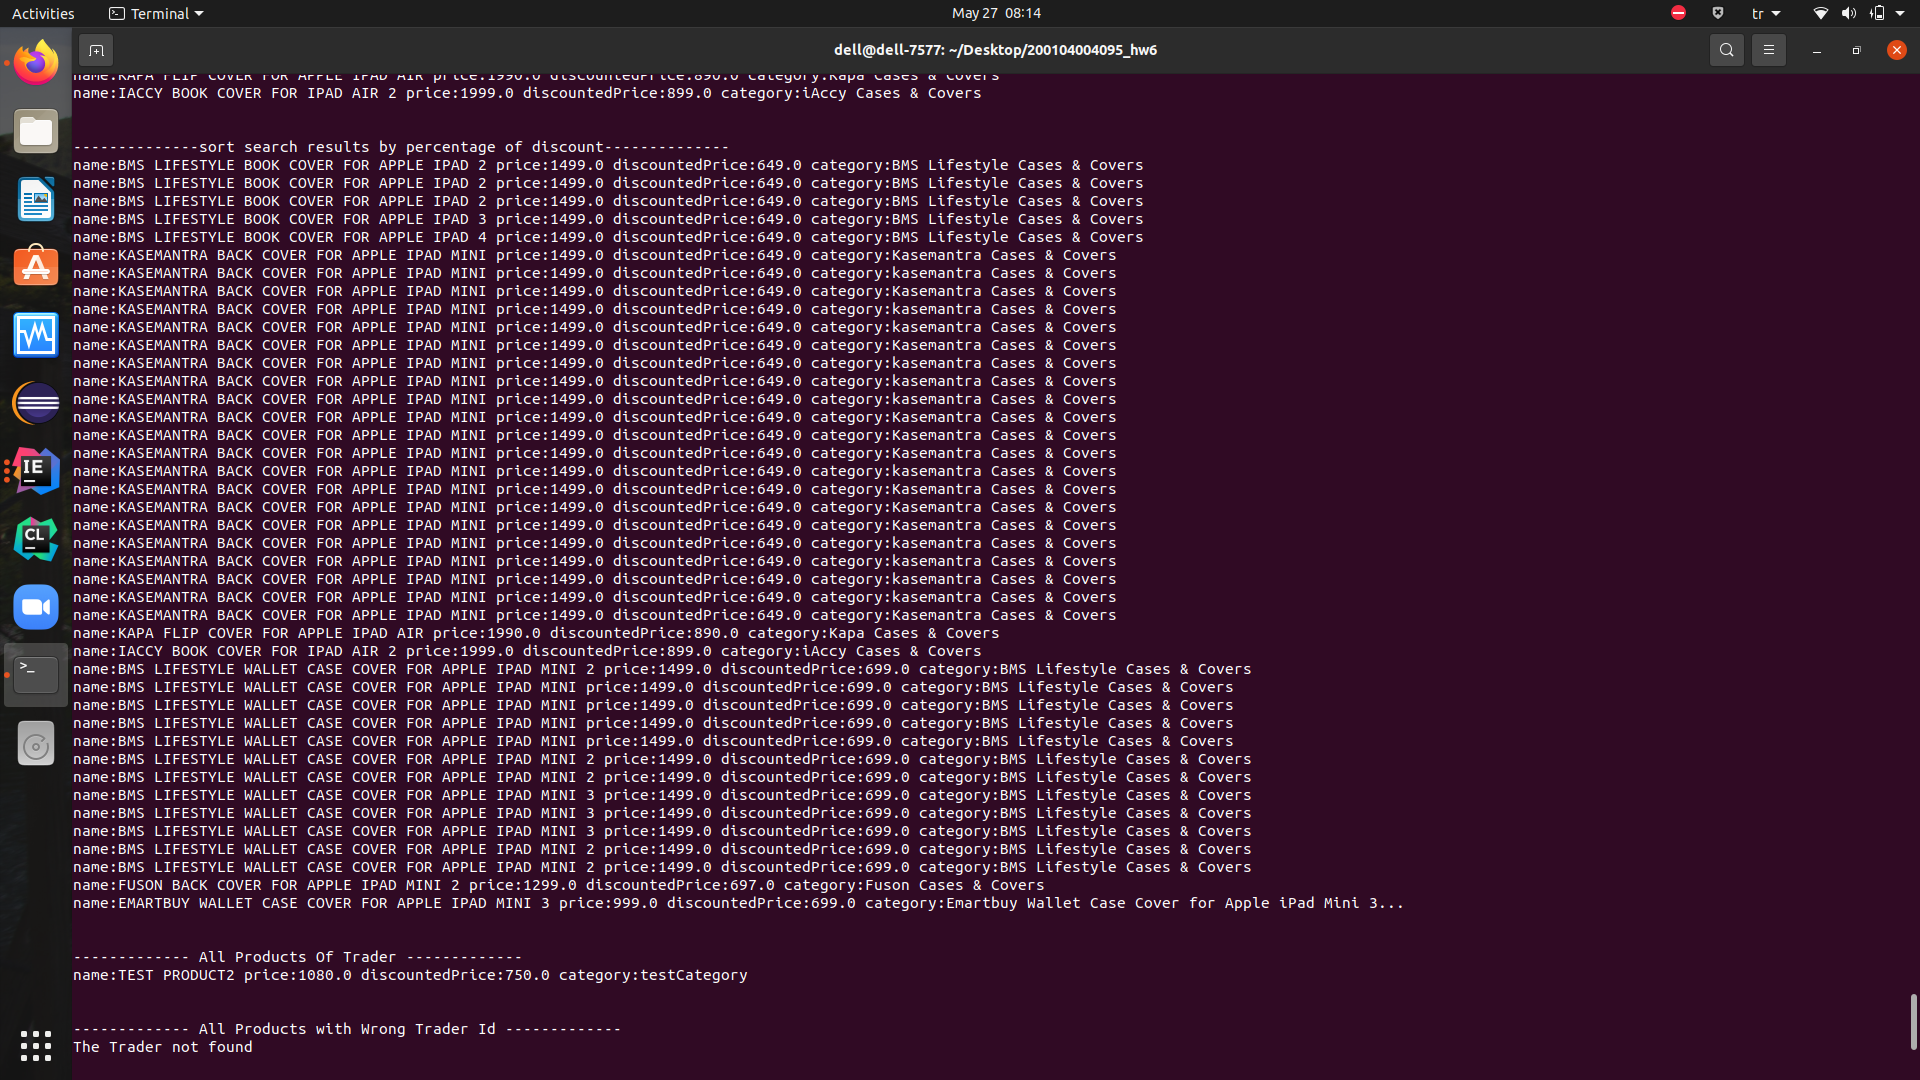 Activities
Terminal
May 27  08:14
tr
dell@dell-7577: ~/Desktop/200104004095_hw6
name:KAPA FLIP COVER FOR APPLE IPAD AIR price:1990.0 discountedPrice:890.0 category:Kapa Cases & Covers
name:IACCY BOOK COVER FOR IPAD AIR 2 price:1999.0 discountedPrice:899.0 category:iAccy Cases & Covers
--------------sort search results by percentage of discount--------------
name:BMS LIFESTYLE BOOK COVER FOR APPLE IPAD 2 price:1499.0 discountedPrice:649.0 category:BMS Lifestyle Cases & Covers
name:BMS LIFESTYLE BOOK COVER FOR APPLE IPAD 2 price:1499.0 discountedPrice:649.0 category:BMS Lifestyle Cases & Covers
name:BMS LIFESTYLE BOOK COVER FOR APPLE IPAD 2 price:1499.0 discountedPrice:649.0 category:BMS Lifestyle Cases & Covers
name:BMS LIFESTYLE BOOK COVER FOR APPLE IPAD 3 price:1499.0 discountedPrice:649.0 category:BMS Lifestyle Cases & Covers
name:BMS LIFESTYLE BOOK COVER FOR APPLE IPAD 4 price:1499.0 discountedPrice:649.0 category:BMS Lifestyle Cases & Covers
name:KASEMANTRA BACK COVER FOR APPLE IPAD MINI price:1499.0 discountedPrice:649.0 category:Kasemantra Cases & Covers
name:KASEMANTRA BACK COVER FOR APPLE IPAD MINI price:1499.0 discountedPrice:649.0 category:kasemantra Cases & Covers
name:KASEMANTRA BACK COVER FOR APPLE IPAD MINI price:1499.0 discountedPrice:649.0 category:Kasemantra Cases & Covers
name:KASEMANTRA BACK COVER FOR APPLE IPAD MINI price:1499.0 discountedPrice:649.0 category:kasemantra Cases & Covers
name:KASEMANTRA BACK COVER FOR APPLE IPAD MINI price:1499.0 discountedPrice:649.0 category:kasemantra Cases & Covers
name:KASEMANTRA BACK COVER FOR APPLE IPAD MINI price:1499.0 discountedPrice:649.0 category:Kasemantra Cases & Covers
name:KASEMANTRA BACK COVER FOR APPLE IPAD MINI price:1499.0 discountedPrice:649.0 category:kasemantra Cases & Covers
name:KASEMANTRA BACK COVER FOR APPLE IPAD MINI price:1499.0 discountedPrice:649.0 category:kasemantra Cases & Covers
name:KASEMANTRA BACK COVER FOR APPLE IPAD MINI price:1499.0 discountedPrice:649.0 category:kasemantra Cases & Covers
name:KASEMANTRA BACK COVER FOR APPLE IPAD MINI price:1499.0 discountedPrice:649.0 category:Kasemantra Cases & Covers
name:KASEMANTRA BACK COVER FOR APPLE IPAD MINI price:1499.0 discountedPrice:649.0 category:Kasemantra Cases & Covers
name:KASEMANTRA BACK COVER FOR APPLE IPAD MINI price:1499.0 discountedPrice:649.0 category:Kasemantra Cases & Covers
name:KASEMANTRA BACK COVER FOR APPLE IPAD MINI price:1499.0 discountedPrice:649.0 category:Kasemantra Cases & Covers
name:KASEMANTRA BACK COVER FOR APPLE IPAD MINI price:1499.0 discountedPrice:649.0 category:Kasemantra Cases & Covers
name:KASEMANTRA BACK COVER FOR APPLE IPAD MINI price:1499.0 discountedPrice:649.0 category:Kasemantra Cases & Covers
name:KASEMANTRA BACK COVER FOR APPLE IPAD MINI price:1499.0 discountedPrice:649.0 category:Kasemantra Cases & Covers
name:KASEMANTRA BACK COVER FOR APPLE IPAD MINI price:1499.0 discountedPrice:649.0 category:kasemantra Cases & Covers
name:KASEMANTRA BACK COVER FOR APPLE IPAD MINI price:1499.0 discountedPrice:649.0 category:kasemantra Cases & Covers
name:KASEMANTRA BACK COVER FOR APPLE IPAD MINI price:1499.0 discountedPrice:649.0 category:kasemantra Cases & Covers
name:KASEMANTRA BACK COVER FOR APPLE IPAD MINI price:1499.0 discountedPrice:649.0 category:kasemantra Cases & Covers
name:KASEMANTRA BACK COVER FOR APPLE IPAD MINI price:1499.0 discountedPrice:649.0 category:kasemantra Cases & Covers
name:KAPA FLIP COVER FOR APPLE IPAD AIR price:1990.0 discountedPrice:890.0 category:Kapa Cases & Covers
name:IACCY BOOK COVER FOR IPAD AIR 2 price:1999.0 discountedPrice:899.0 category:iAccy Cases & Covers
name:BMS LIFESTYLE WALLET CASE COVER FOR APPLE IPAD MINI 2 price:1499.0 discountedPrice:699.0 category:BMS Lifestyle Cases & Covers
name:BMS LIFESTYLE WALLET CASE COVER FOR APPLE IPAD MINI price:1499.0 discountedPrice:699.0 category:BMS Lifestyle Cases & Covers
name:BMS LIFESTYLE WALLET CASE COVER FOR APPLE IPAD MINI price:1499.0 discountedPrice:699.0 category:BMS Lifestyle Cases & Covers
name:BMS LIFESTYLE WALLET CASE COVER FOR APPLE IPAD MINI price:1499.0 discountedPrice:699.0 category:BMS Lifestyle Cases & Covers
name:BMS LIFESTYLE WALLET CASE COVER FOR APPLE IPAD MINI price:1499.0 discountedPrice:699.0 category:BMS Lifestyle Cases & Covers
name:BMS LIFESTYLE WALLET CASE COVER FOR APPLE IPAD MINI 2 price:1499.0 discountedPrice:699.0 category:BMS Lifestyle Cases & Covers
name:BMS LIFESTYLE WALLET CASE COVER FOR APPLE IPAD MINI 2 price:1499.0 discountedPrice:699.0 category:BMS Lifestyle Cases & Covers
name:BMS LIFESTYLE WALLET CASE COVER FOR APPLE IPAD MINI 3 price:1499.0 discountedPrice:699.0 category:BMS Lifestyle Cases & Covers
name:BMS LIFESTYLE WALLET CASE COVER FOR APPLE IPAD MINI 3 price:1499.0 discountedPrice:699.0 category:BMS Lifestyle Cases & Covers
name:BMS LIFESTYLE WALLET CASE COVER FOR APPLE IPAD MINI 3 price:1499.0 discountedPrice:699.0 category:BMS Lifestyle Cases & Covers
name:BMS LIFESTYLE WALLET CASE COVER FOR APPLE IPAD MINI 2 price:1499.0 discountedPrice:699.0 category:BMS Lifestyle Cases & Covers
name:BMS LIFESTYLE WALLET CASE COVER FOR APPLE IPAD MINI 2 price:1499.0 discountedPrice:699.0 category:BMS Lifestyle Cases & Covers
name:FUSON BACK COVER FOR APPLE IPAD MINI 2 price:1299.0 discountedPrice:697.0 category:Fuson Cases & Covers
name:EMARTBUY WALLET CASE COVER FOR APPLE IPAD MINI 3 price:999.0 discountedPrice:699.0 category:Emartbuy Wallet Case Cover for Apple iPad Mini 3...
------------- All Products Of Trader -------------
name:TEST PRODUCT2 price:1080.0 discountedPrice:750.0 category:testCategory
------------- All Products with Wrong Trader Id -------------
The Trader not found
IE
CL
>_